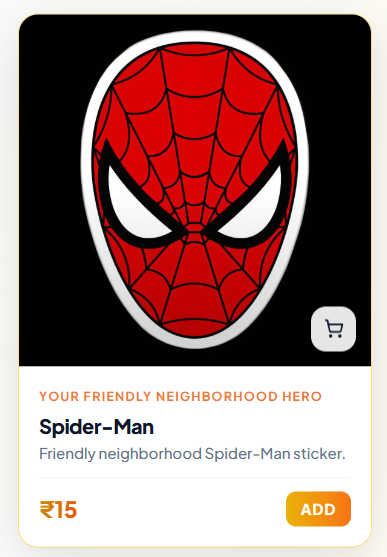 YOUR FRIENDLY NEIGHBORHOOD HERO
Spider-Man
Friendly neighborhood Spider-Man sticker.
₹15
ADD